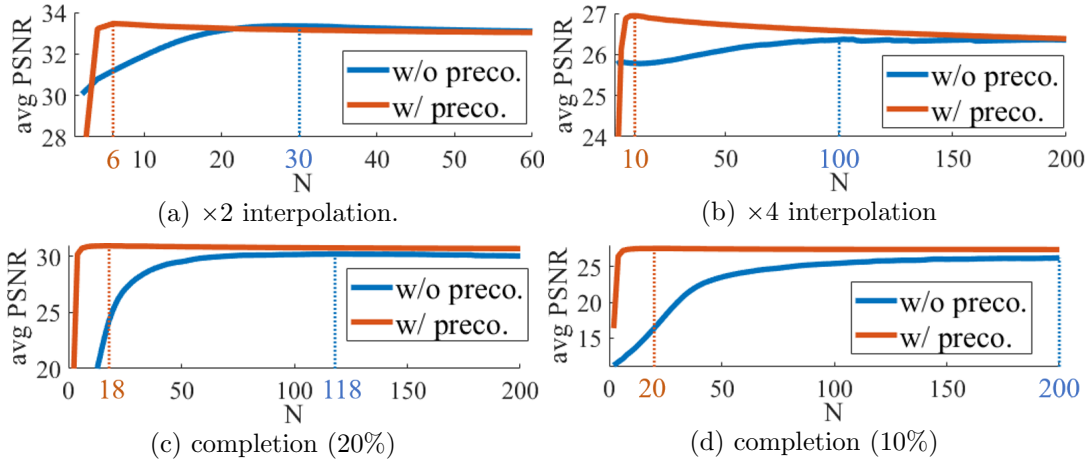 avg PSNR
34
32
30
28
6
10
20
30
40
50
60
N
w/o preco.
w/ preco.
(a) ×2 interpolation.
avg PSNR
27
26
25
24
10
50
100
150
200
N
w/o preco.
w/ preco.
(b) ×4 interpolation
avg PSNR
30
25
20
0
18
50
100
118
150
200
N
w/o preco.
w/ preco.
(c) completion (20%)
avg PSNR
25
20
15
0
20
50
100
150
200
N
w/o preco.
w/ preco.
(d) completion (10%)